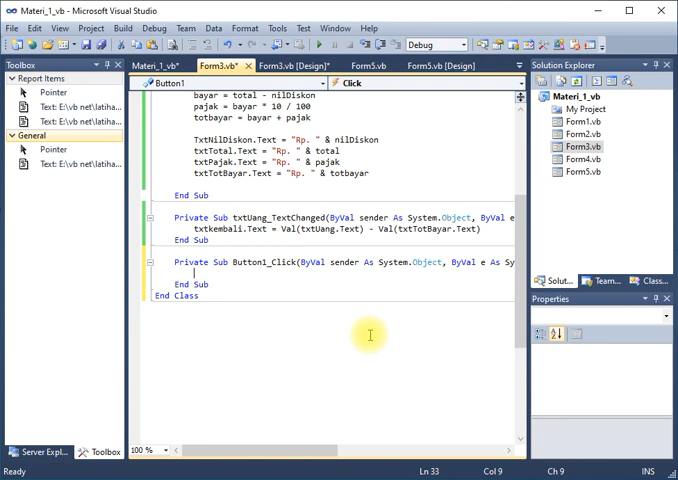 Materi_1_vb - Microsoft Visual Studio
File Edit View Project Build Debug Team Data Format Tools Test Window Help
Debug
Toolbox
Report Items
Pointer
Text: E:\vb net\latiha...
Text: E:\vb net\latiha...
General
Pointer
Text: E:\vb net\latiha...
Server Expl...
Toolbox
Materi_1_vb*
Form3.vb*
Form3.vb [Design]*
Form5.vb
Form5.vb [Design]
Button1
Click
bayar = total - nilDiskon
pajak = bayar * 10 / 100
totbayar = bayar + pajak
TxtNilDiskon.Text = "Rp. " & nilDiskon
txtTotal.Text = "Rp. " & total
txtPajak.Text = "Rp. " & pajak
txtTotBayar.Text = "Rp. " & totbayar
End Sub
Private Sub txtUang_TextChanged(ByVal sender As System.Object, ByVal e
txtkembali.Text = Val(txtUang.Text) - Val(txtTotBayar.Text)
End Sub
Private Sub Button1_Click(ByVal sender As System.Object, ByVal e As Sy
End Sub
End Class
100 %
Solution Explorer
Materi_1_vb
My Project
Form1.vb
Form2.vb
Form3.vb
Form4.vb
Form5.vb
Solut...
Team...
Class...
Properties
Ready
Ln 33
Col 9
Ch 9
INS